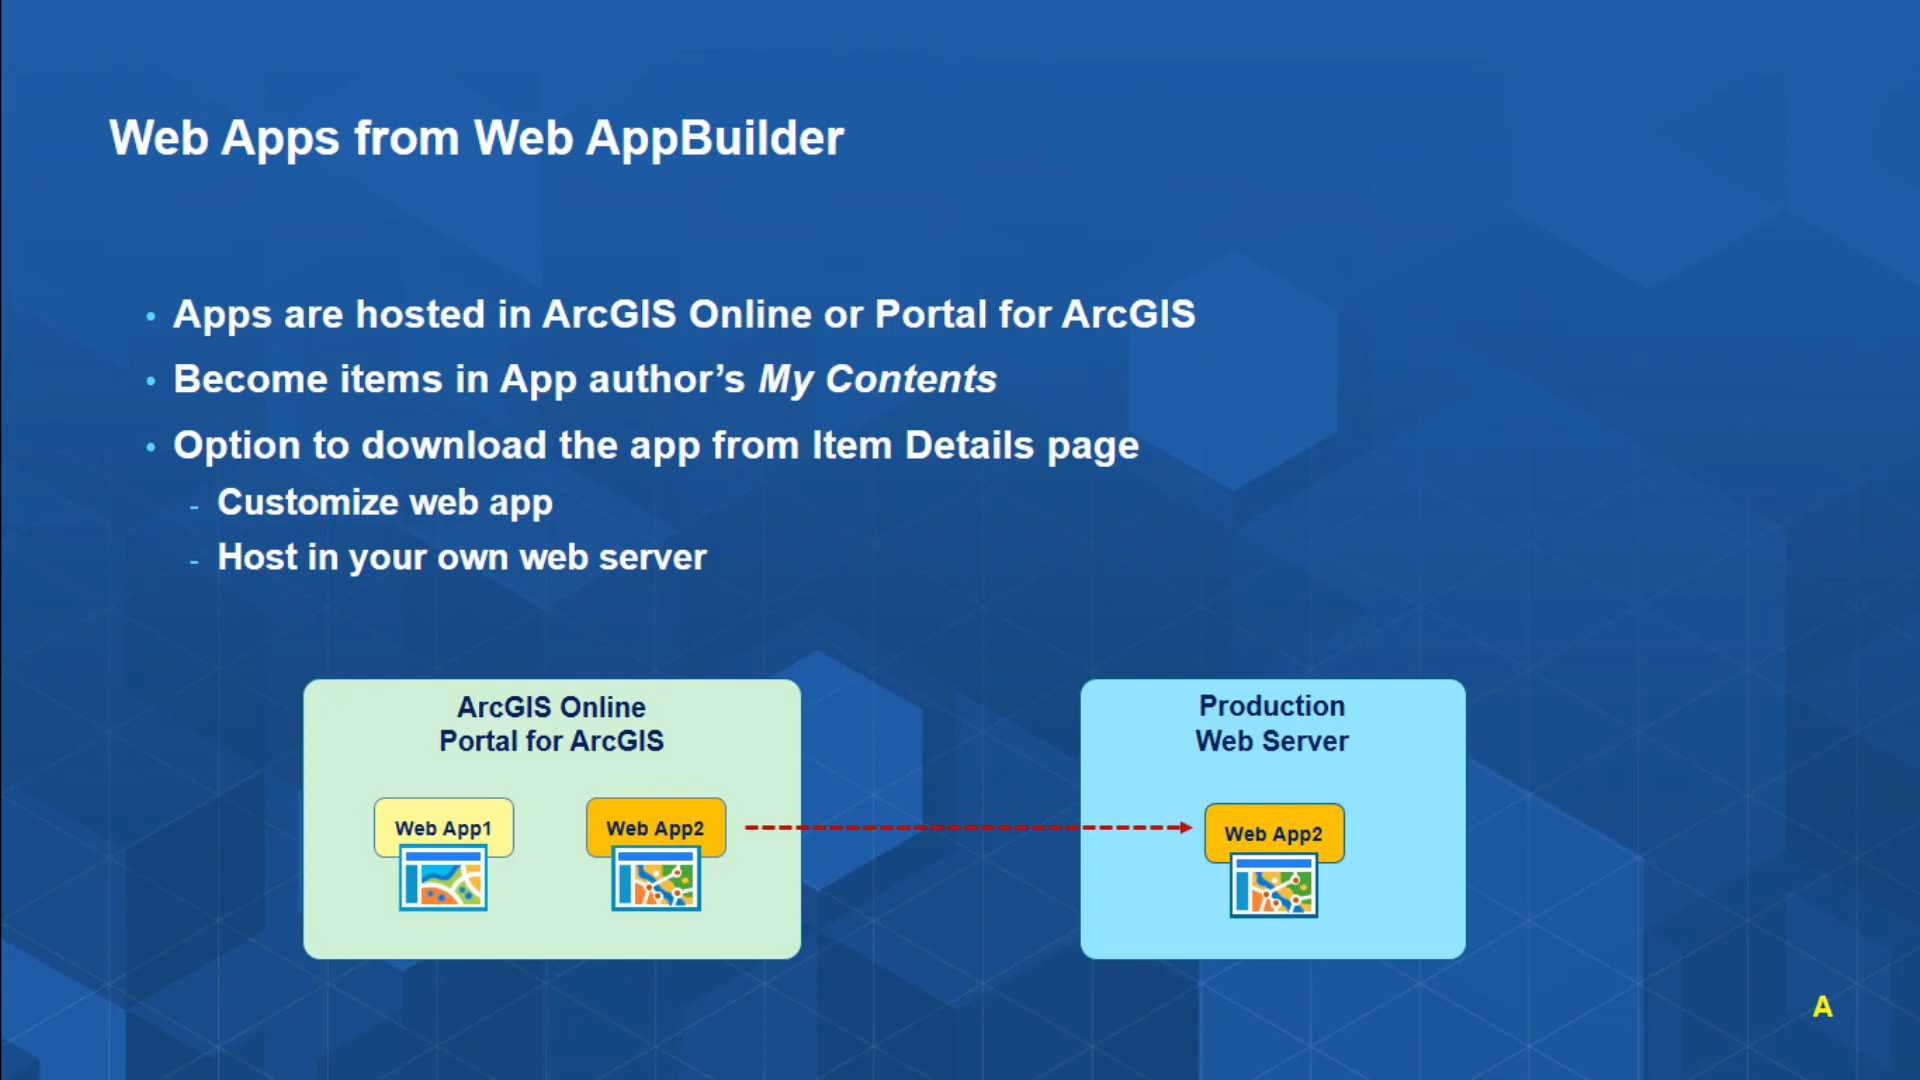 Web Apps from Web AppBuilder
• Apps are hosted in ArcGIS Online or Portal for ArcGIS
• Become items in App author’s My Contents
• Option to download the app from Item Details page
- Customize web app
- Host in your own web server
ArcGIS Online
Portal for ArcGIS
Web App1
Web App2
Production
Web Server
Web App2
A